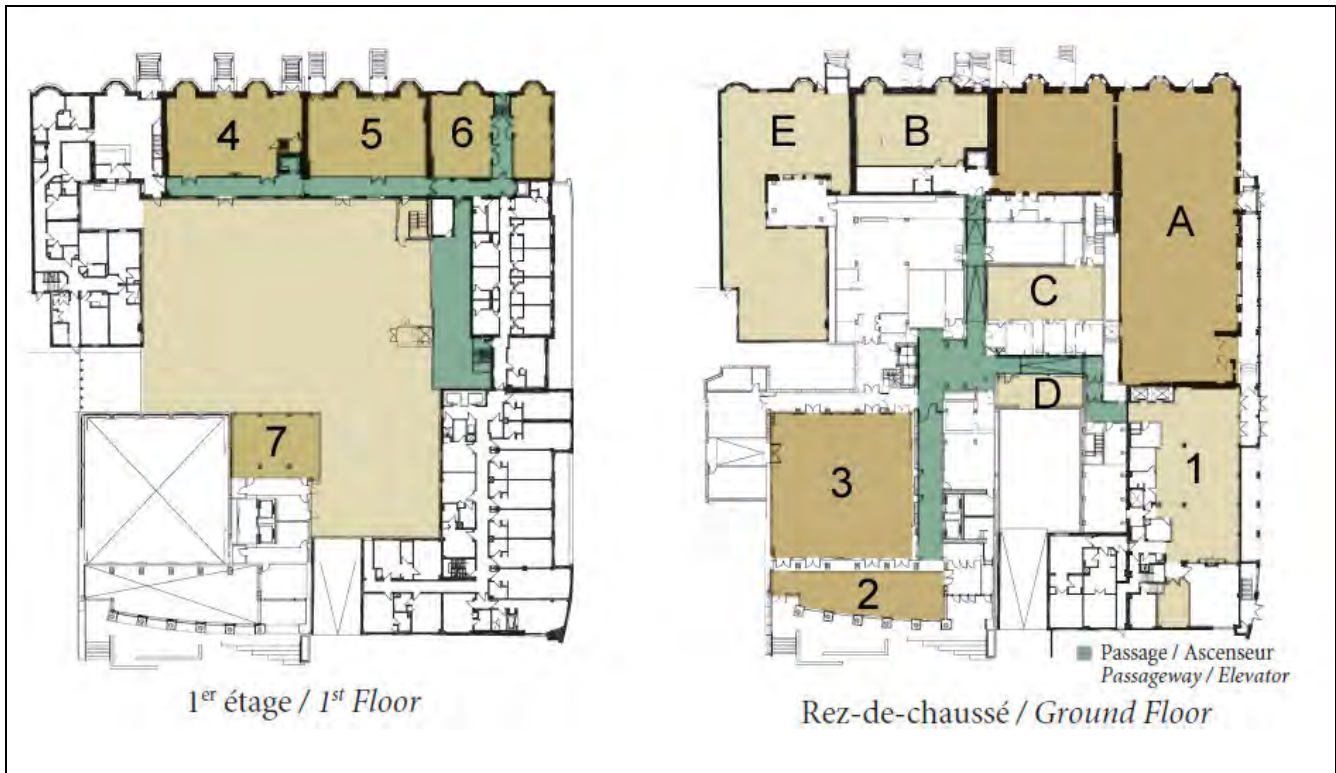 4
5
6
7
1er étage / 1st Floor
E
B
A
C
D
1
3
2
Passage / Ascenseur
Passageway / Elevator
Rez-de-chaussé / Ground Floor